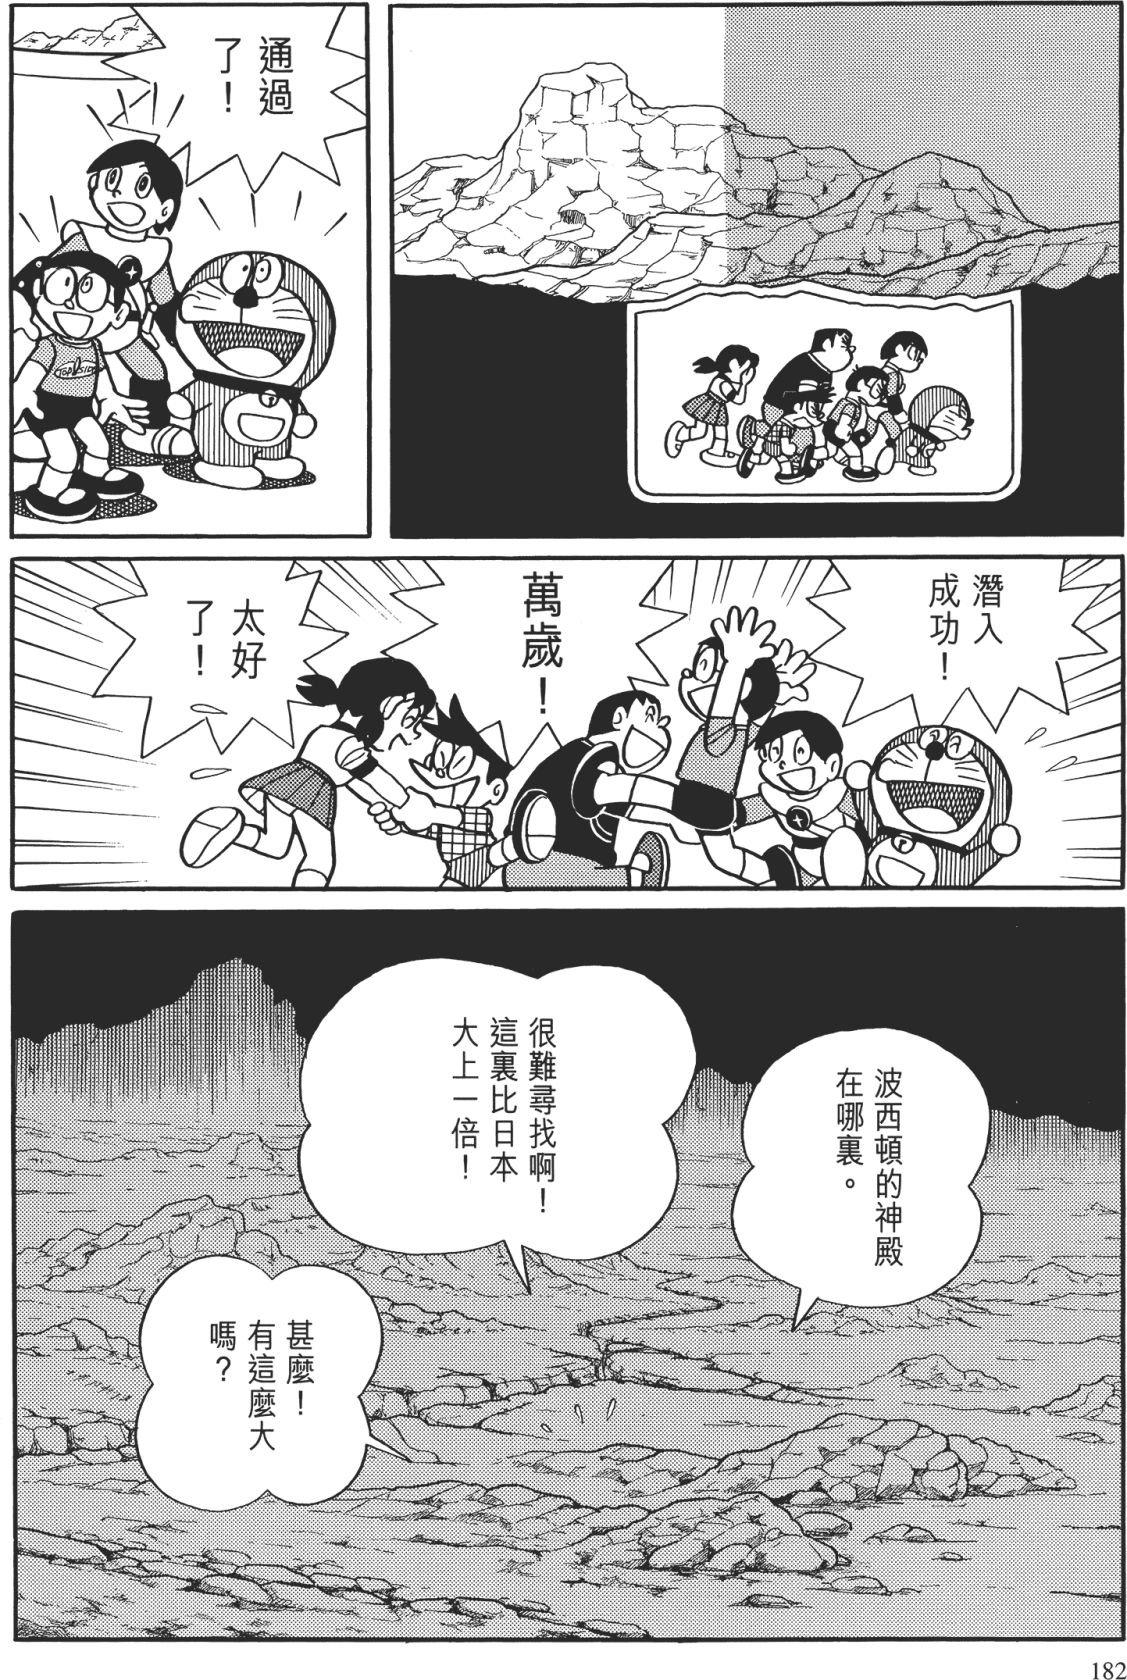 通過
了！
潛入
成功！
萬歲！
太好
了！
波西頓的神殿
在哪裏。
很難尋找啊！
這裏比日本
大上一倍！
甚麼！
有這麼大
嗎？
182